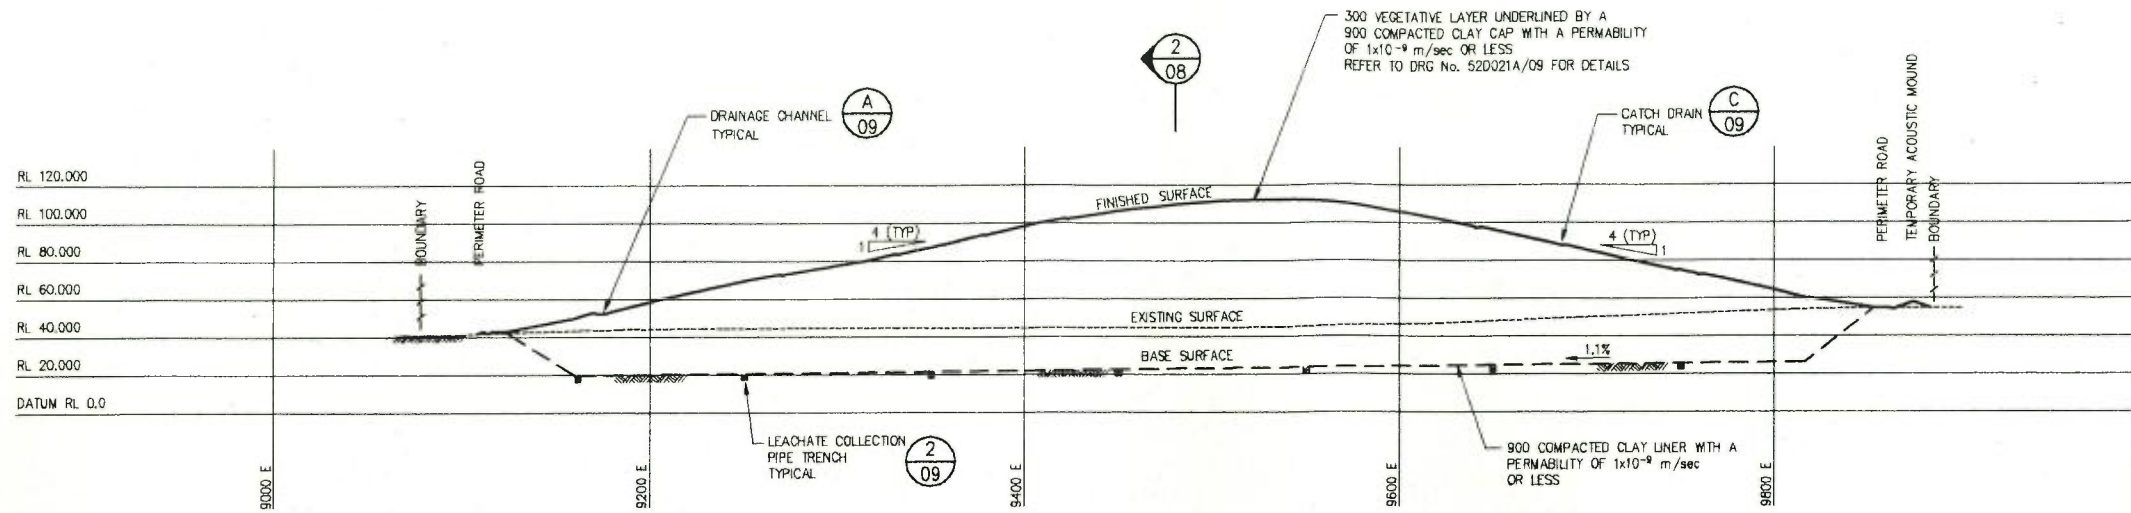 300 VEGETATIVE LAYER UNDERLINED BY A
900 COMPACTED CLAY CAP WITH A PERMABILITY
OF 1x10⁻⁹ m/sec OR LESS
REFER TO DRG No. 52D021A/09 FOR DETAILS
2
08
DRAINAGE CHANNEL
TYPICAL
A
09
CATCH DRAIN
TYPICAL
C
09
PERIMETER ROAD
TEMPORARY ACOUSTIC MOUND
BOUNDARY
BOUNDARY
PERIMETER ROAD
RL 120.000
RL 100.000
RL 80.000
RL 60.000
RL 40.000
RL 20.000
DATUM RL 0.0
FINISHED SURFACE
4 (TYP)
1
4 (TYP)
1
EXISTING SURFACE
BASE SURFACE
1.1%
LEACHATE COLLECTION
PIPE TRENCH
TYPICAL
2
09
900 COMPACTED CLAY LINER WITH A
PERMABILITY OF 1x10⁻⁹ m/sec
OR LESS
9000 E
9200 E
9400 E
9600 E
9800 E